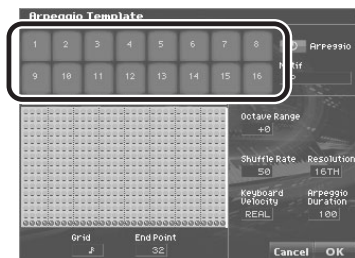 Arpeggio Template
1 2 3 4 5 6 7 8
Arpeggio
9 10 11 12 13 14 15 16
Octave Range
+0
Shuffle Rate Resolution
50 16TH
Keyboard Velocity Arpeggio Duration
REAL 100
Grid End Point
♪ 32
Cancel OK